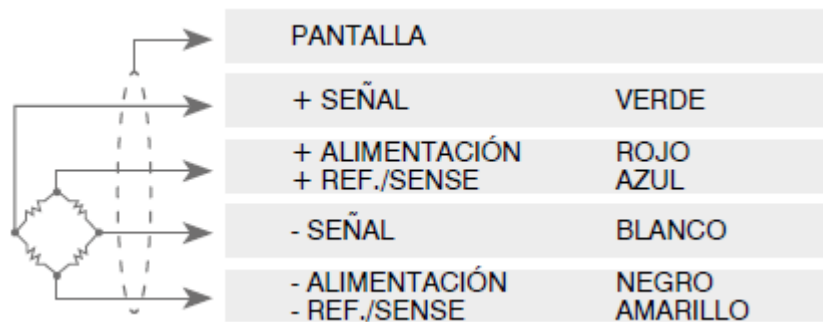 PANTALLA
+ SEÑAL VERDE
+ ALIMENTACIÓN ROJO
+ REF./SENSE AZUL
- SEÑAL BLANCO
- ALIMENTACIÓN NEGRO
- REF./SENSE AMARILLO